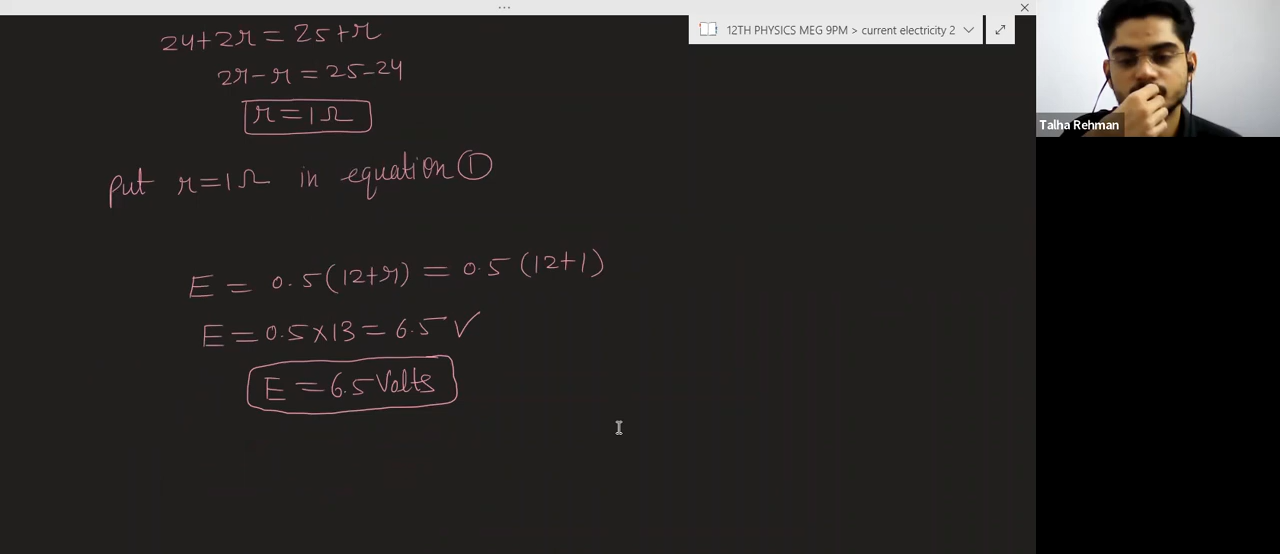 12TH PHYSICS MEG 9PM > current electricity 2
Talha Rehman
24+2r = 25+r
2r-r = 25-24
r=1Ω
put r=1Ω in equation ①
E = 0.5(12+r) = 0.5(12+1)
E = 0.5×13 = 6.5 V
E = 6.5 Volts